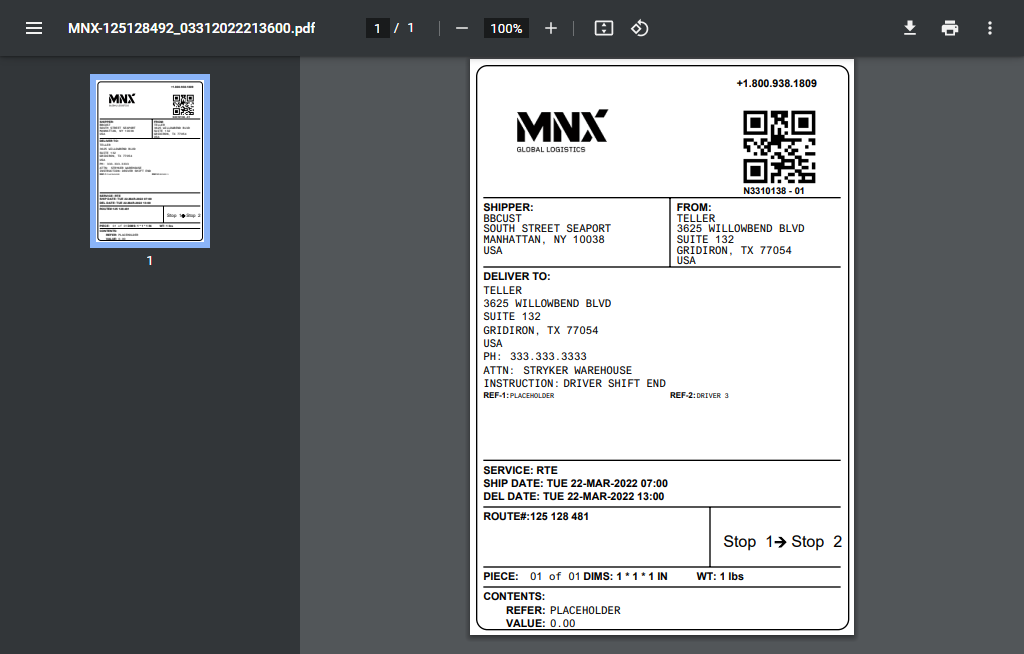 MNX-125128492_03312022213600.pdf
1 / 1
100%
1
+1.800.938.1809
MNX
GLOBAL LOGISTICS
N3310138 - 01
SHIPPER:
BBCUST
SOUTH STREET SEAPORT
MANHATTAN, NY 10038
USA
FROM:
TELLER
3625 WILLOWBEND BLVD
SUITE 132
GRIDIRON, TX 77054
USA
DELIVER TO:
TELLER
3625 WILLOWBEND BLVD
SUITE 132
GRIDIRON, TX 77054
USA
PH: 333.333.3333
ATTN: STRYKER WAREHOUSE
INSTRUCTION: DRIVER SHIFT END
REF-1: PLACEHOLDER REF-2: DRIVER 3
SERVICE: RTE
SHIP DATE: TUE 22-MAR-2022 07:00
DEL DATE: TUE 22-MAR-2022 13:00
ROUTE#:125 128 481
Stop 1➔ Stop 2
PIECE: 01 of 01 DIMS: 1 * 1 * 1 IN WT: 1 lbs
CONTENTS:
REFER: PLACEHOLDER
VALUE: 0.00